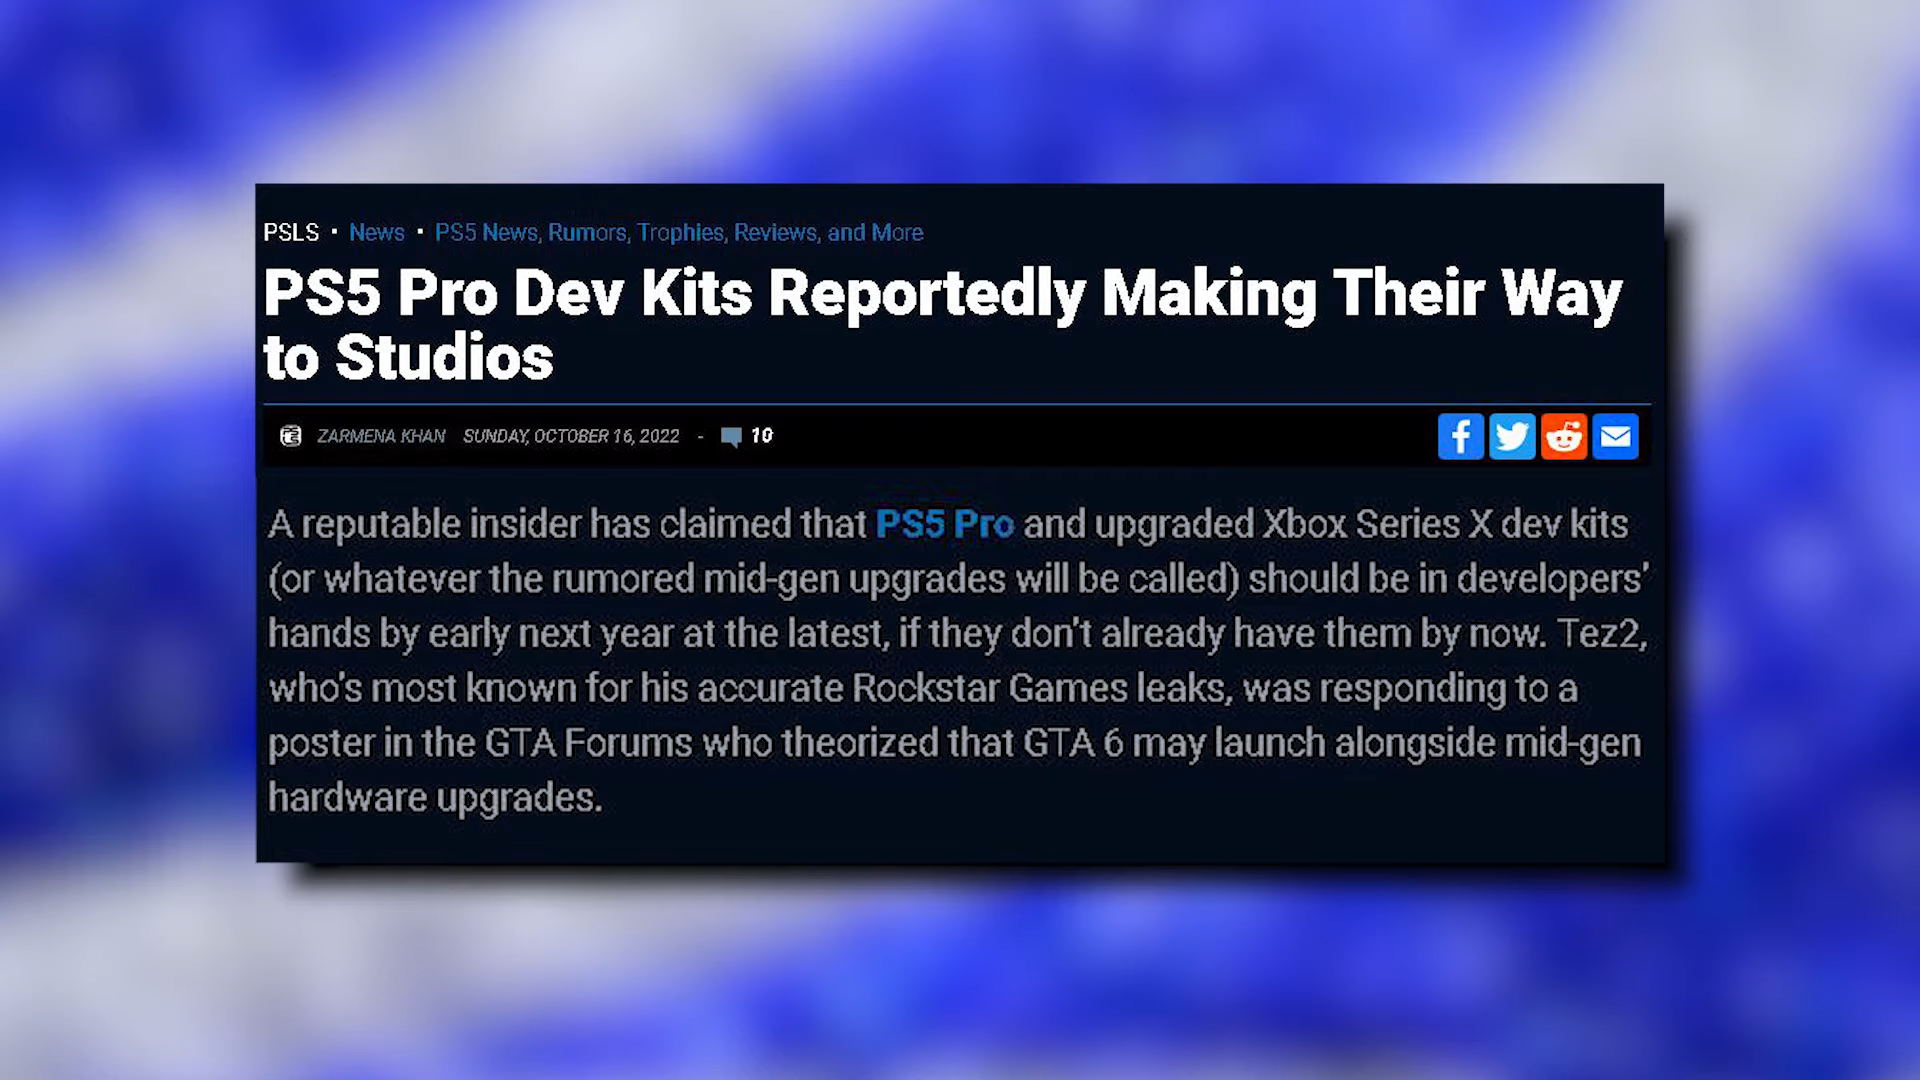 PSLS • News • PS5 News, Rumors, Trophies, Reviews, and More
PS5 Pro Dev Kits Reportedly Making Their Way
to Studios
ZARMENA KHAN SUNDAY, OCTOBER 16, 2022 - 10
A reputable insider has claimed that PS5 Pro and upgraded Xbox Series X dev kits
(or whatever the rumored mid-gen upgrades will be called) should be in developers’
hands by early next year at the latest, if they don't already have them by now. Tez2,
who's most known for his accurate Rockstar Games leaks, was responding to a
poster in the GTA Forums who theorized that GTA 6 may launch alongside mid-gen
hardware upgrades.